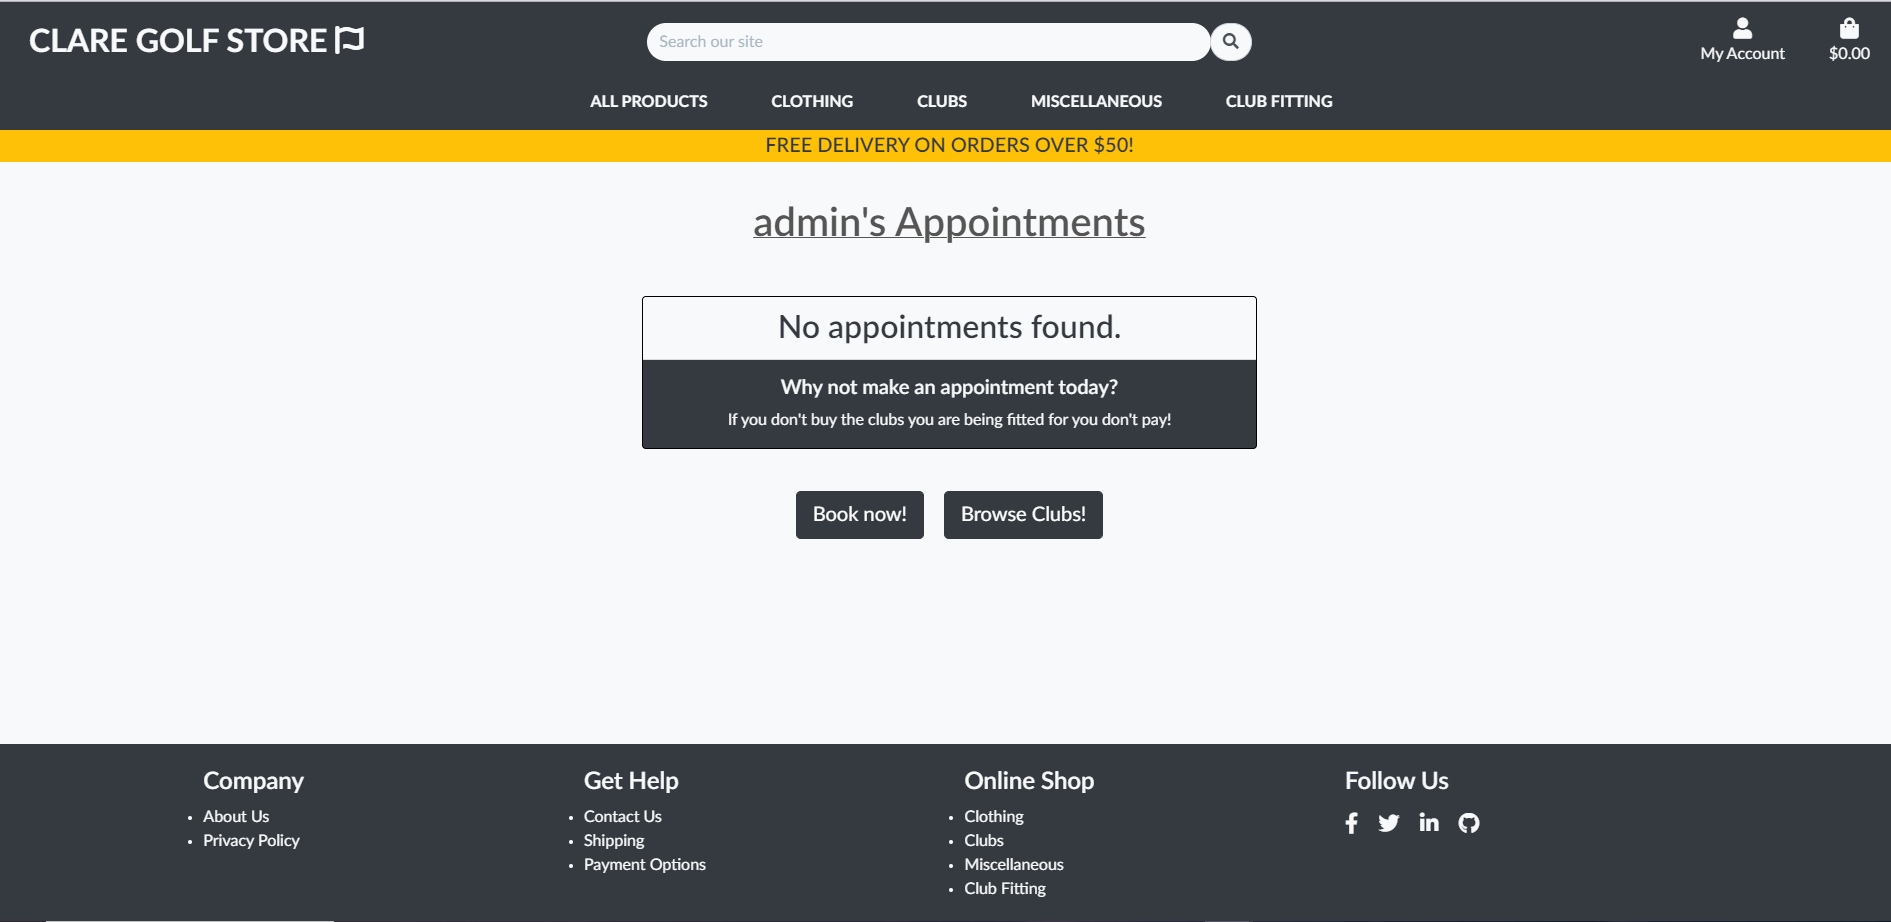 CLARE GOLF STORE
Search our site
My Account
$0.00
ALL PRODUCTS
CLOTHING
CLUBS
MISCELLANEOUS
CLUB FITTING
FREE DELIVERY ON ORDERS OVER $50!
admin's Appointments
No appointments found.
Why not make an appointment today?
If you don't buy the clubs you are being fitted for you don't pay!
Book now!
Browse Clubs!
Company
About Us
Privacy Policy
Get Help
Contact Us
Shipping
Payment Options
Online Shop
Clothing
Clubs
Miscellaneous
Club Fitting
Follow Us